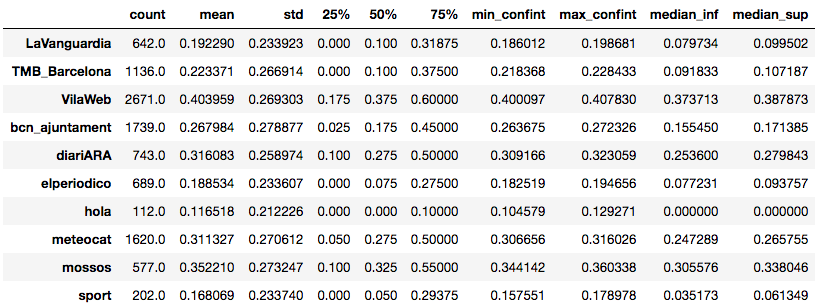 count mean std 25% 50% 75% min_confint max_confint median_inf median_sup
LaVanguardia 642.0 0.192290 0.233923 0.000 0.100 0.31875 0.186012 0.198681 0.079734 0.099502
TMB_Barcelona 1136.0 0.223371 0.266914 0.000 0.100 0.37500 0.218368 0.228433 0.091833 0.107187
VilaWeb 2671.0 0.403959 0.269303 0.175 0.375 0.60000 0.400097 0.407830 0.373713 0.387873
bcn_ajuntament 1739.0 0.267984 0.278877 0.025 0.175 0.45000 0.263675 0.272326 0.155450 0.171385
diariARA 743.0 0.316083 0.258974 0.100 0.275 0.50000 0.309166 0.323059 0.253600 0.279843
elperiodico 689.0 0.188534 0.233607 0.000 0.075 0.27500 0.182519 0.194656 0.077231 0.093757
hola 112.0 0.116518 0.212226 0.000 0.000 0.10000 0.104579 0.129271 0.000000 0.000000
meteocat 1620.0 0.311327 0.270612 0.050 0.275 0.50000 0.306656 0.316026 0.247289 0.265755
mossos 577.0 0.352210 0.273247 0.100 0.325 0.55000 0.344142 0.360338 0.305576 0.338046
sport 202.0 0.168069 0.233740 0.000 0.050 0.29375 0.157551 0.178978 0.035173 0.061349